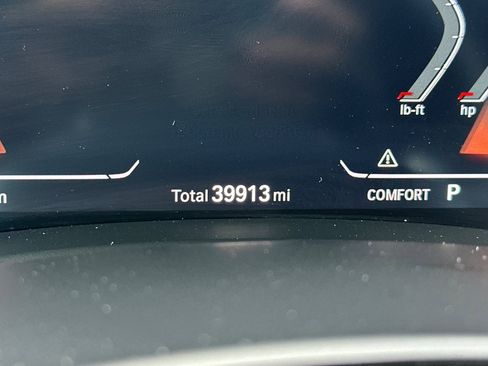 lb-ft hp
m Total 39913 mi COMFORT P